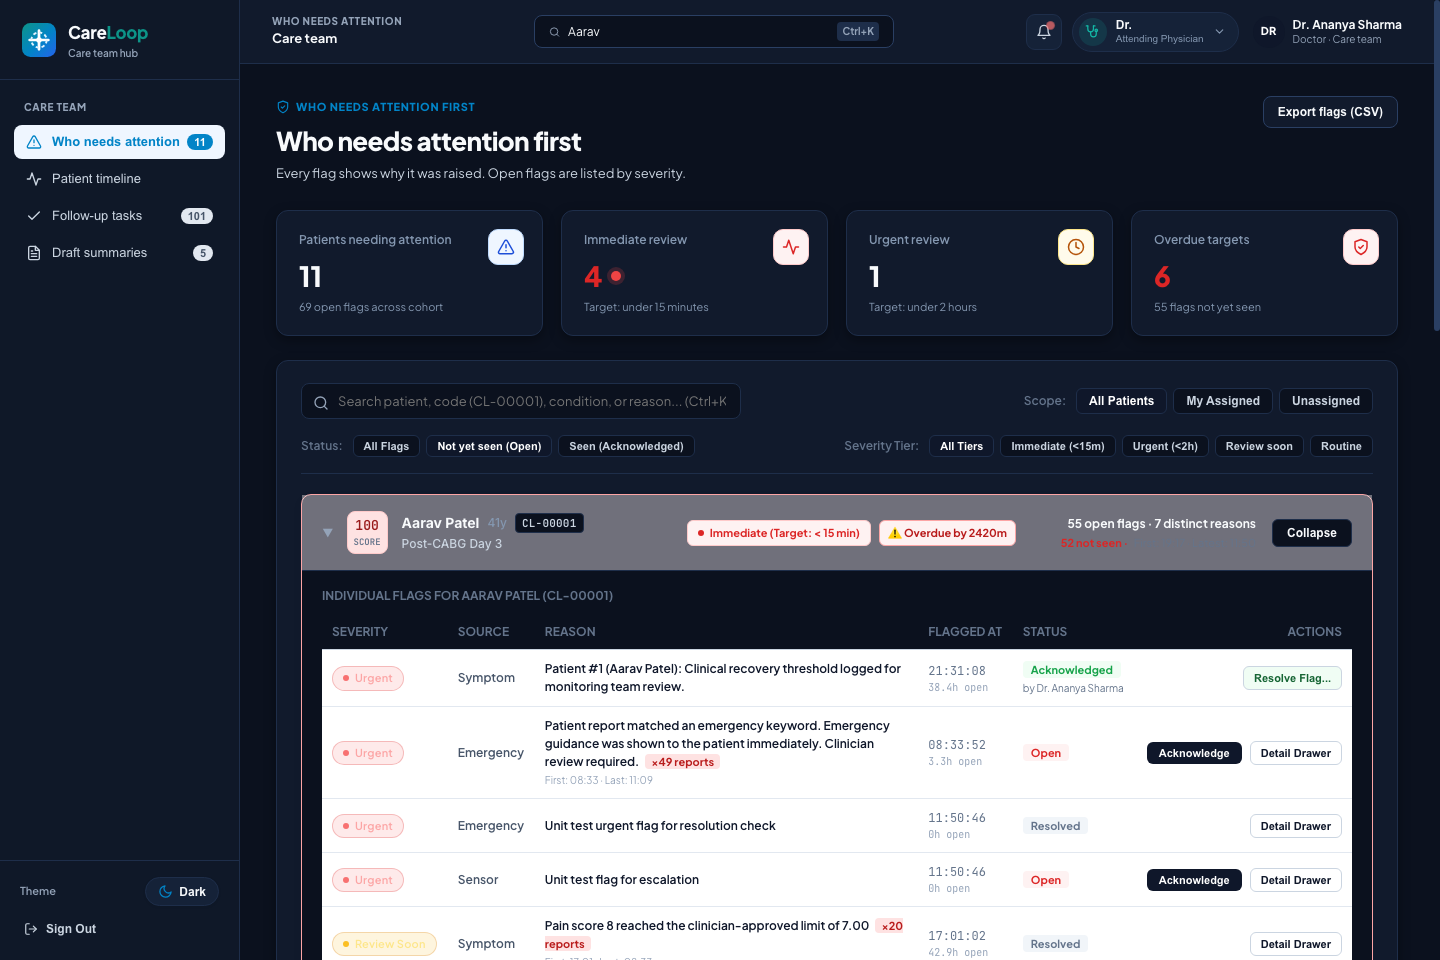 CareLoop
Care team hub
WHO NEEDS ATTENTION
Care team
Aarav
Ctrl+K
Dr.
Attending Physician
DR
Dr. Ananya Sharma
Doctor · Care team
CARE TEAM
Who needs attention 11
Patient timeline
Follow-up tasks 101
Draft summaries 5
Theme
Dark
Sign Out
WHO NEEDS ATTENTION FIRST
Who needs attention first
Every flag shows why it was raised. Open flags are listed by severity.
Export flags (CSV)
Patients needing attention
11
69 open flags across cohort
Immediate review
4
Target: under 15 minutes
Urgent review
1
Target: under 2 hours
Overdue targets
6
55 flags not yet seen
Search patient, code (CL-00001), condition, or reason... (Ctrl+K
Scope: All Patients My Assigned Unassigned
Status: All Flags Not yet seen (Open) Seen (Acknowledged)
Severity Tier: All Tiers Immediate (<15m) Urgent (<2h) Review soon Routine
100
SCORE
Aarav Patel 41y CL-00001
Post-CABG Day 3
Immediate (Target: < 15 min)
Overdue by 2420m
55 open flags · 7 distinct reasons
52 not seen ·
Collapse
INDIVIDUAL FLAGS FOR AARAV PATEL (CL-00001)
SEVERITY SOURCE REASON FLAGGED AT STATUS ACTIONS
Urgent
Symptom
Patient #1 (Aarav Patel): Clinical recovery threshold logged for
monitoring team review.
21:31:08
38.4h open
Acknowledged
by Dr. Ananya Sharma
Resolve Flag...
Urgent
Emergency
Patient report matched an emergency keyword. Emergency
guidance was shown to the patient immediately. Clinician
review required. ×49 reports
First: 08:33 · Last: 11:09
08:33:52
3.3h open
Open
Acknowledge
Detail Drawer
Urgent
Emergency
Unit test urgent flag for resolution check
11:50:46
0h open
Resolved
Detail Drawer
Urgent
Sensor
Unit test flag for escalation
11:50:46
0h open
Open
Acknowledge
Detail Drawer
Review Soon
Symptom
Pain score 8 reached the clinician-approved limit of 7.00 ×20
reports
17:01:02
42.9h open
Resolved
Detail Drawer